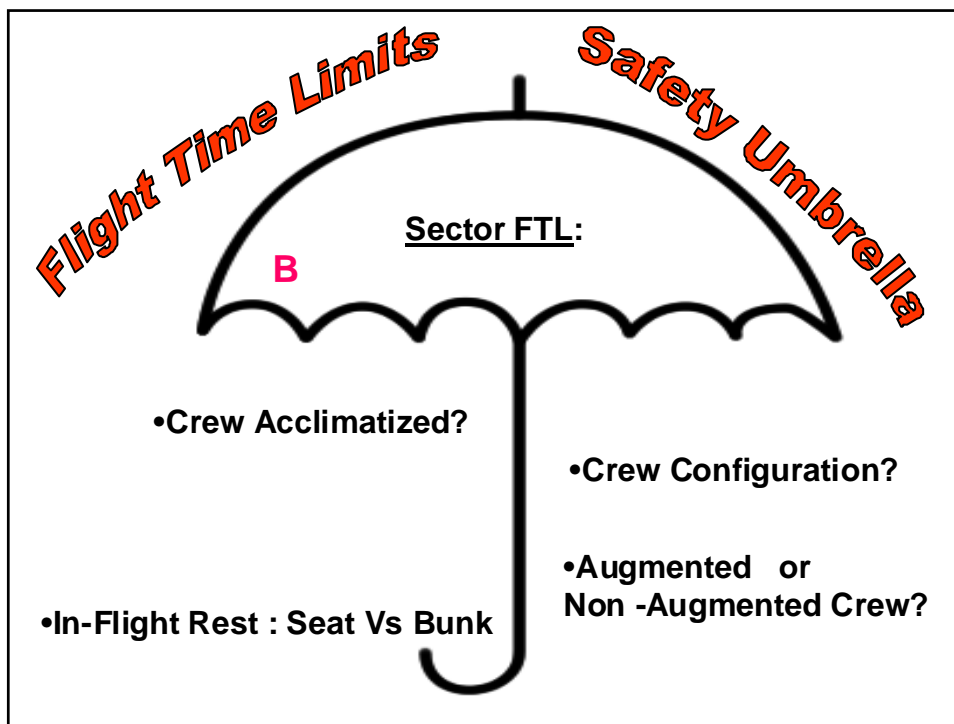 Flight Time Limits
Safety Umbrella
Sector FTL:
B
•Crew Acclimatized?
•Crew Configuration?
•Augmented or
Non -Augmented Crew?
•In-Flight Rest : Seat Vs Bunk